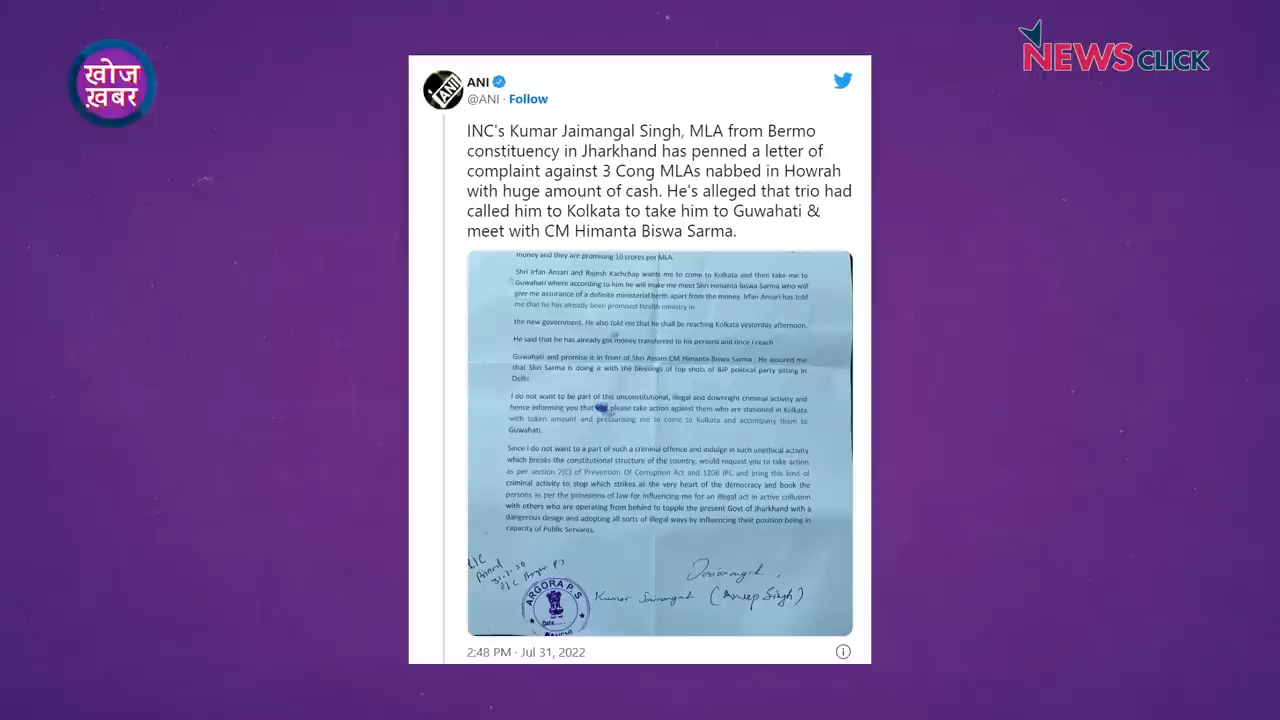 खोज
ख़बर
NEWSCLICK
ANI
ANI
@ANI · Follow
INC's Kumar Jaimangal Singh, MLA from Bermo
constituency in Jharkhand has penned a letter of
complaint against 3 Cong MLAs nabbed in Howrah
with huge amount of cash. He's alleged that trio had
called him to Kolkata to take him to Guwahati &
meet with CM Himanta Biswa Sarma.
money and they are promising 10 crores per MLA.
Shri Irfan Ansari and Rajesh Kachchap wants me to come to Kolkata and then take me to
Guwahati where according to him he will make me meet Shri Himanta Biswa Sarma who will
give me assurance of a definite ministerial berth apart from the money. Irfan Ansari has told
me that he has already been promised Health ministry in
the new government. He also told me that he shall be reaching Kolkata yesterday afternoon.
He said that he has already got money transferred to his persons and once I reach
Guwahati and promise it in front of Shri Assam CM Himanta Biswa Sarma . He assured me
that Shri Sarma is doing it with the blessings of top shots of BJP political party sitting in
Delhi
I do not want to be part of this unconstitutional, illegal and downright criminal activity and
hence informing you that please take action against them who are stationed in Kolkata
with token amount and pressurising me to come to Kolkata and accompany them to
Guwahati.
Since I do not want to a part of such a criminal offence and indulge in such unethical activity
which breaks the constitutional structure of the country, would request you to take action
as per section 7(C) of Prevention Of Corruption Act and 120B IPC and bring this kind of
criminal activity to stop which strikes at the very heart of the democracy and book the
persons as per the provisions of law for influencing me for an illegal act in active collusion
with others who are operating from behind to topple the present Govt of Jharkhand with a
dangerous design and adopting all sorts of illegal ways by influencing their position being in
capacity of Public Servants.
ARGORA P.S
Date
RANCHI
Kumar Jaimangal (Anup Singh)
2:48 PM · Jul 31, 2022